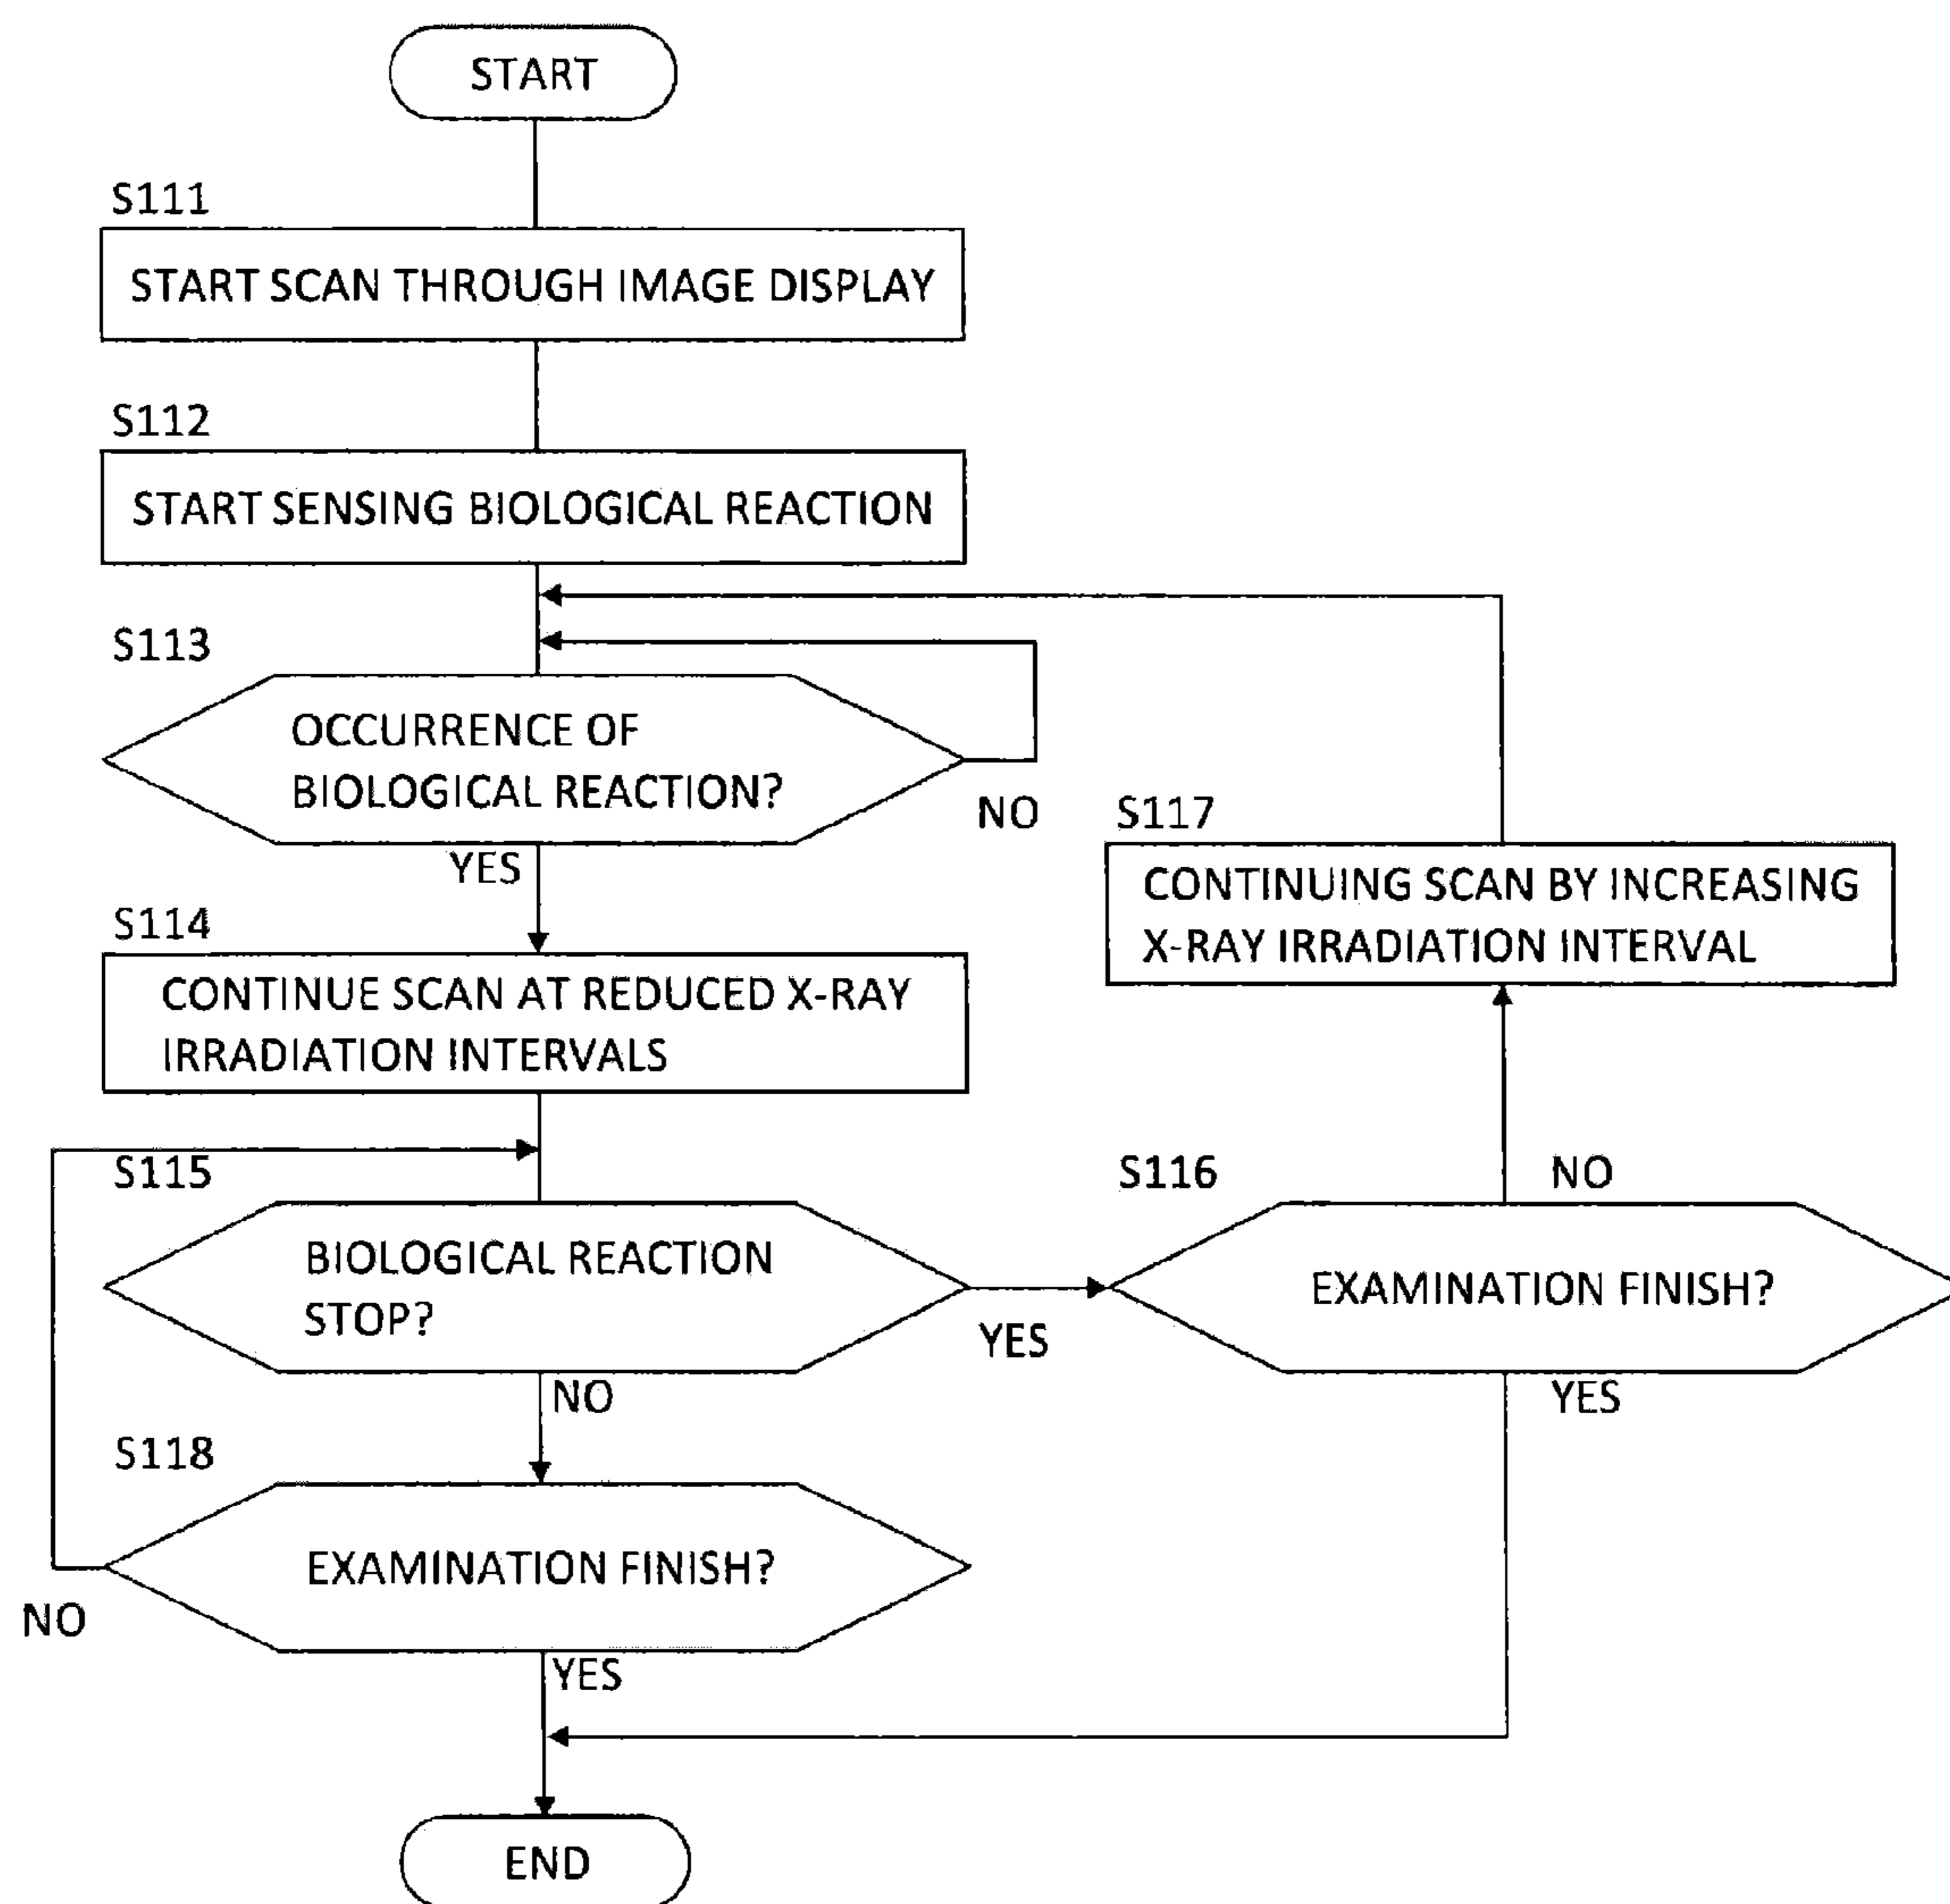 START
S111
START SCAN THROUGH IMAGE DISPLAY
S112
START SENSING BIOLOGICAL REACTION
S113
OCCURRENCE OF
BIOLOGICAL REACTION?
NO
YES
S114
CONTINUE SCAN AT REDUCED X-RAY
IRRADIATION INTERVALS
S115
BIOLOGICAL REACTION
STOP?
YES
NO
S116
EXAMINATION FINISH?
NO
YES
S117
CONTINUING SCAN BY INCREASING
X-RAY IRRADIATION INTERVAL
S118
EXAMINATION FINISH?
NO
YES
END